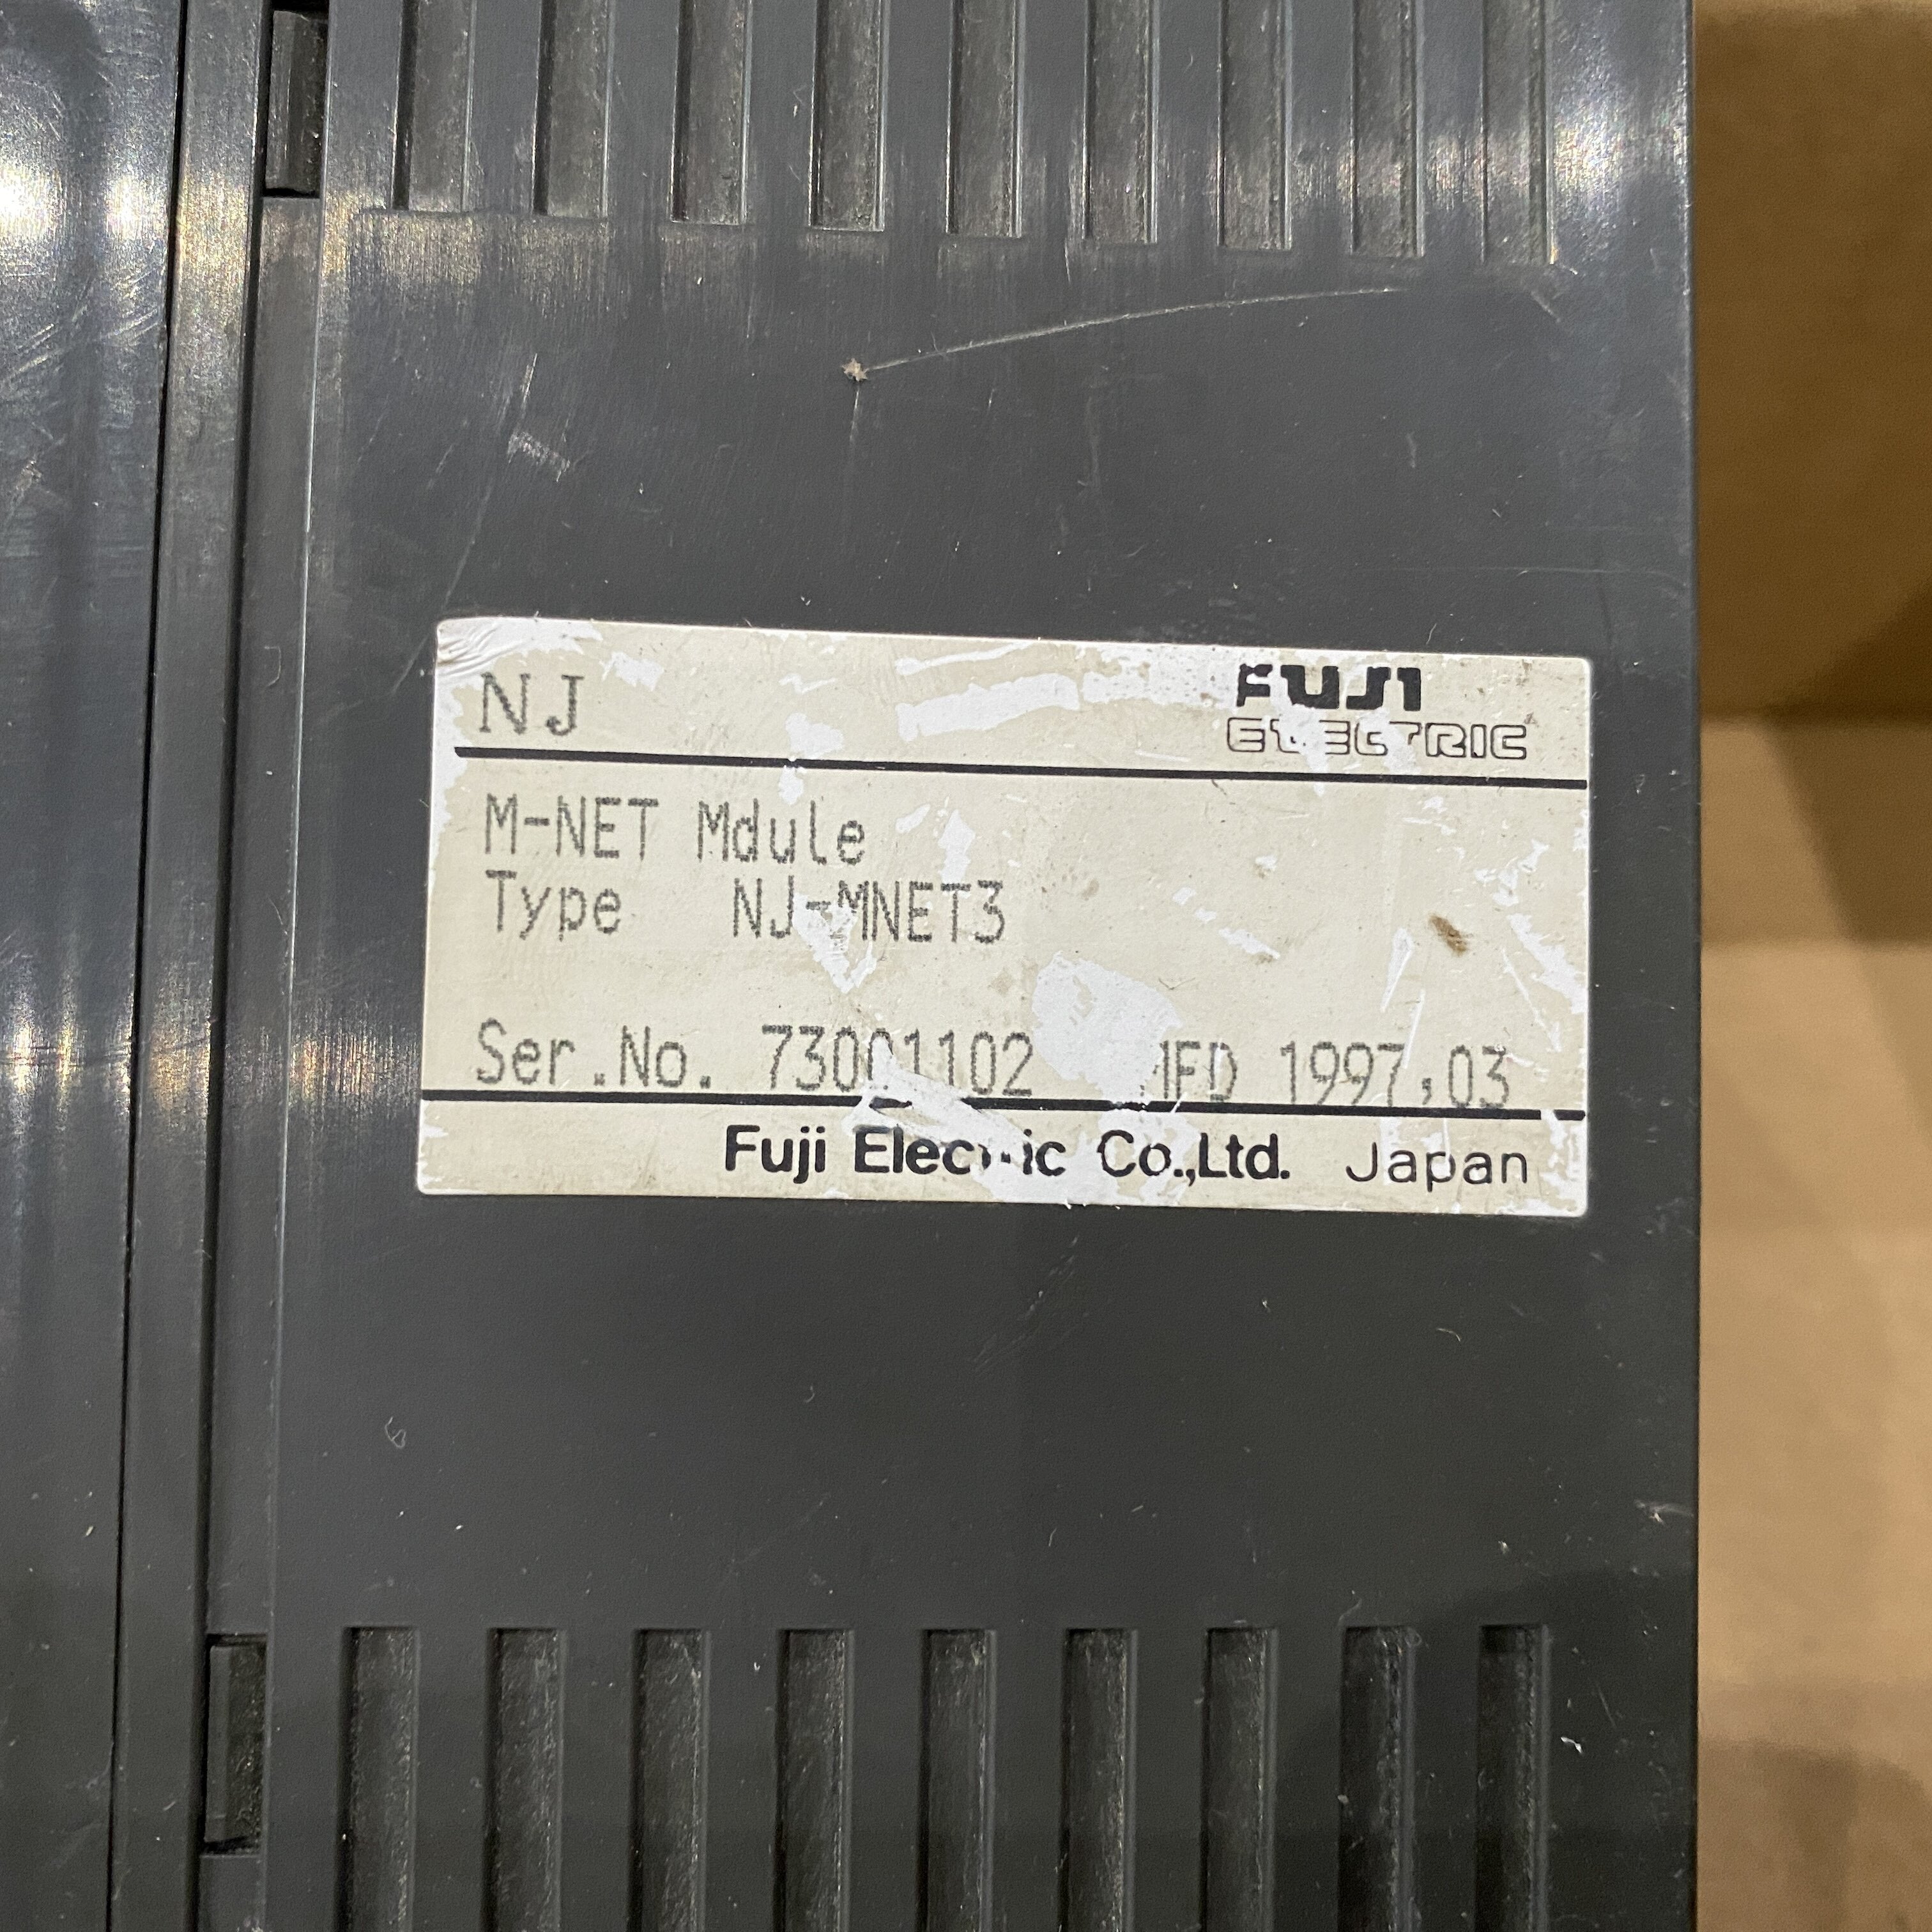 NJ
FUJI
ELECTRIC
M-NET Mdule
Type NJ-MNET3
Ser.No. 73001102 MFD 1997,03
Fuji Electric Co.,Ltd. Japan